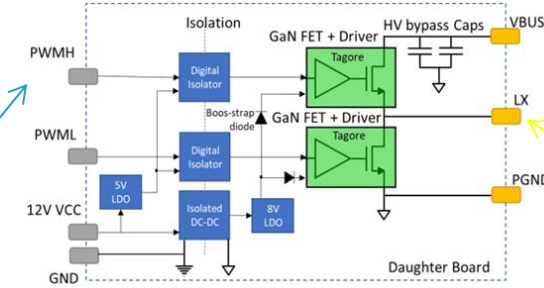 Isolation
GaN FET + Driver
HV bypass Caps
VBUS
PWMH
Digital
Isolator
Tagore
LX
Boos-strap
diode
GaN FET + Driver
Tagore
PWML
Digital
Isolator
5V
LDO
12V VCC
Isolated
DC-DC
8V
LDO
PGND
GND
Daughter Board